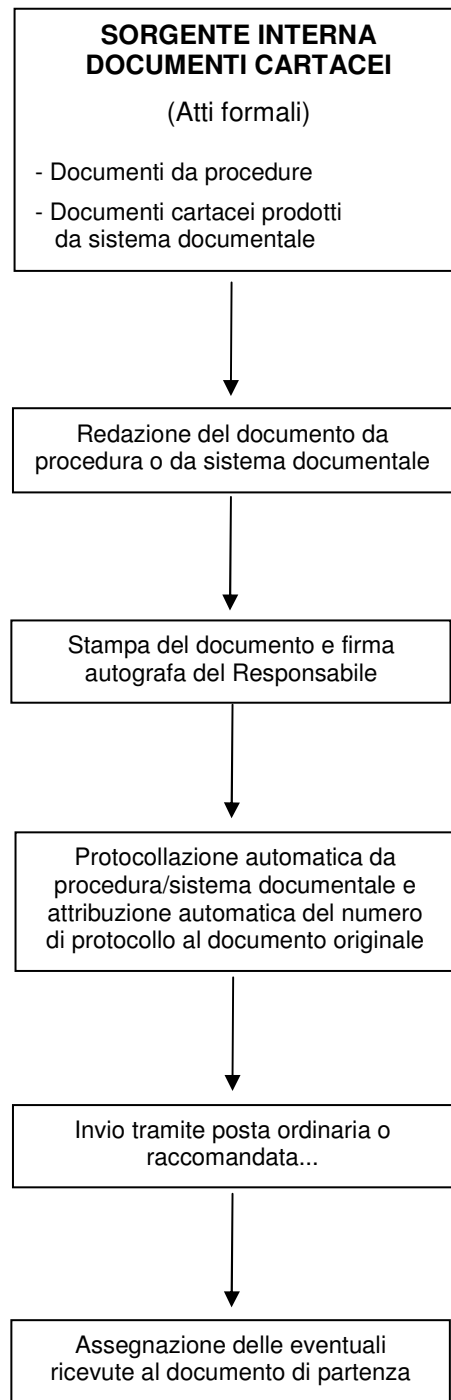 SORGENTE INTERNA
DOCUMENTI CARTACEI
(Atti formali)
- Documenti da procedure
- Documenti cartacei prodotti
da sistema documentale
Redazione del documento da
procedura o da sistema documentale
Stampa del documento e firma
autografa del Responsabile
Protocollazione automatica da
procedura/sistema documentale e
attribuzione automatica del numero
di protocollo al documento originale
Invio tramite posta ordinaria o
raccomandata...
Assegnazione delle eventuali
ricevute al documento di partenza